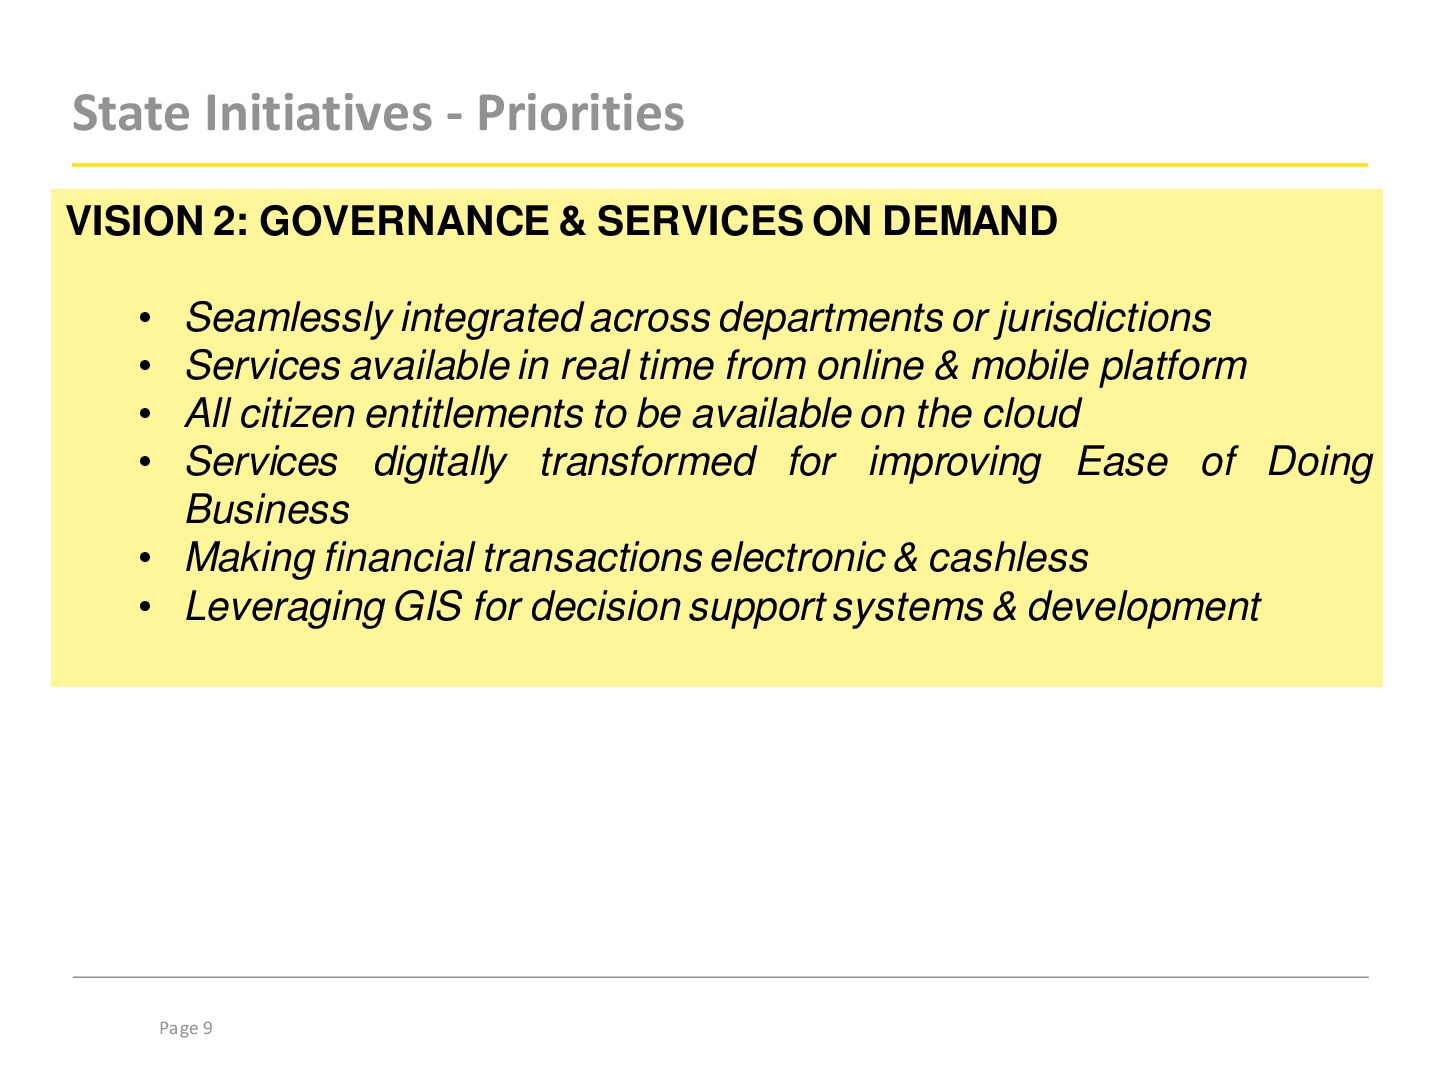 State Initiatives - Priorities
VISION 2: GOVERNANCE & SERVICES ON DEMAND
• Seamlessly integrated across departments or jurisdictions
• Services available in real time from online & mobile platform
• All citizen entitlements to be available on the cloud
• Services digitally transformed for improving Ease of Doing
Business
• Making financial transactions electronic & cashless
• Leveraging GIS for decision support systems & development
Page 9